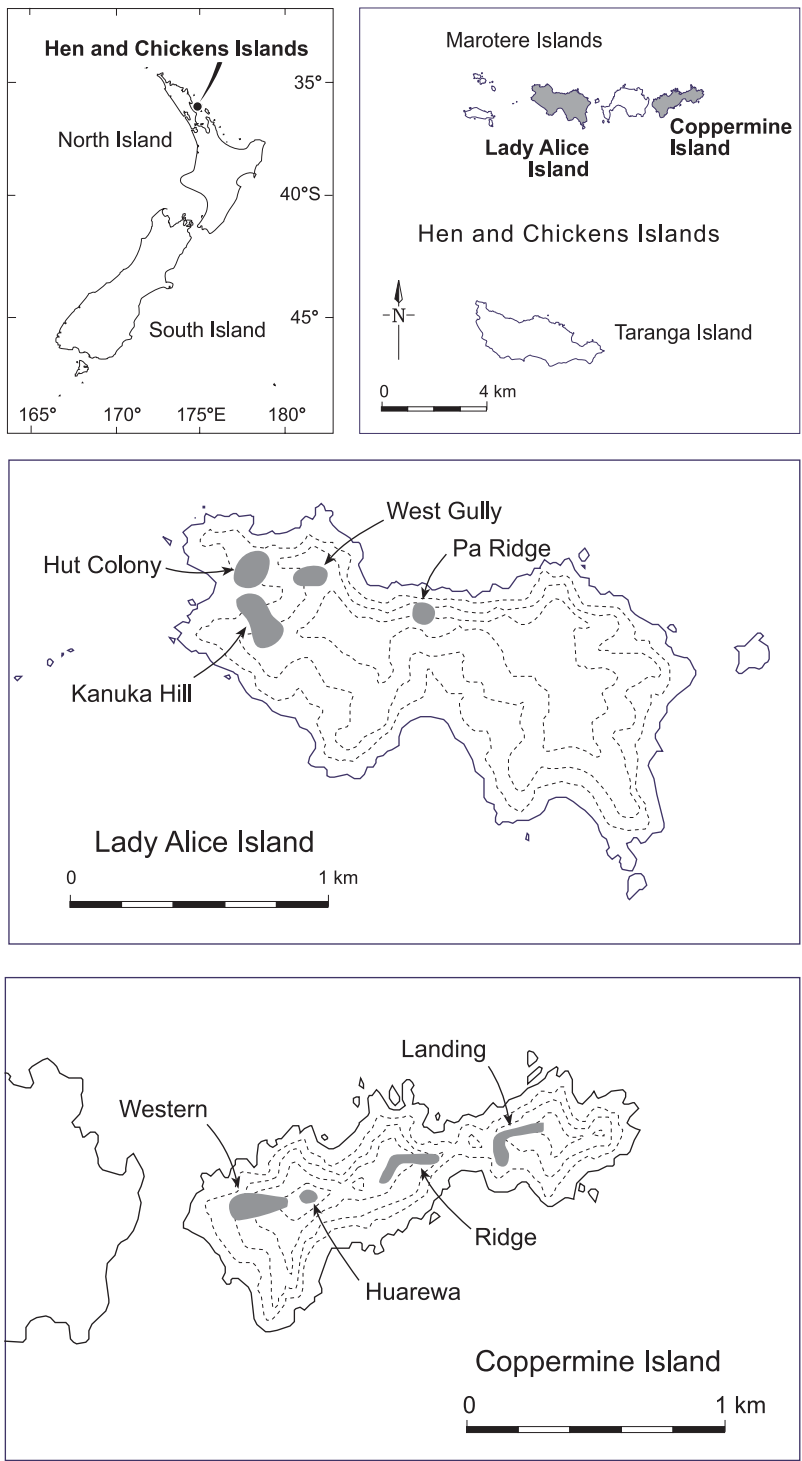 Hen and Chickens Islands
35°
North Island
40°S
45°
South Island
165°
170°
175°E
180°
Marotere Islands
Lady Alice
Island
Coppermine
Island
Hen and Chickens Islands
N
Taranga Island
0
4 km
West Gully
Hut Colony
Pa Ridge
Kanuka Hill
Lady Alice Island
0
1 km
Landing
Western
Ridge
Huarewa
Coppermine Island
0
1 km